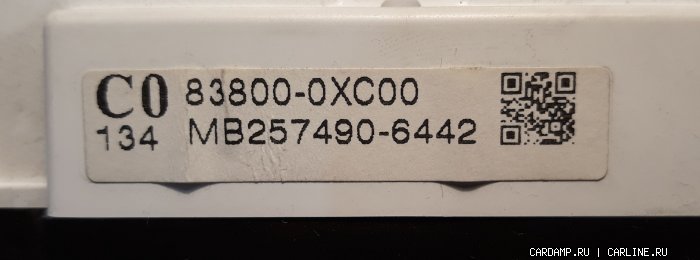 C0 83800-0XC00
134 MB257490-6442
CARDAMP.RU | CARLINE.RU